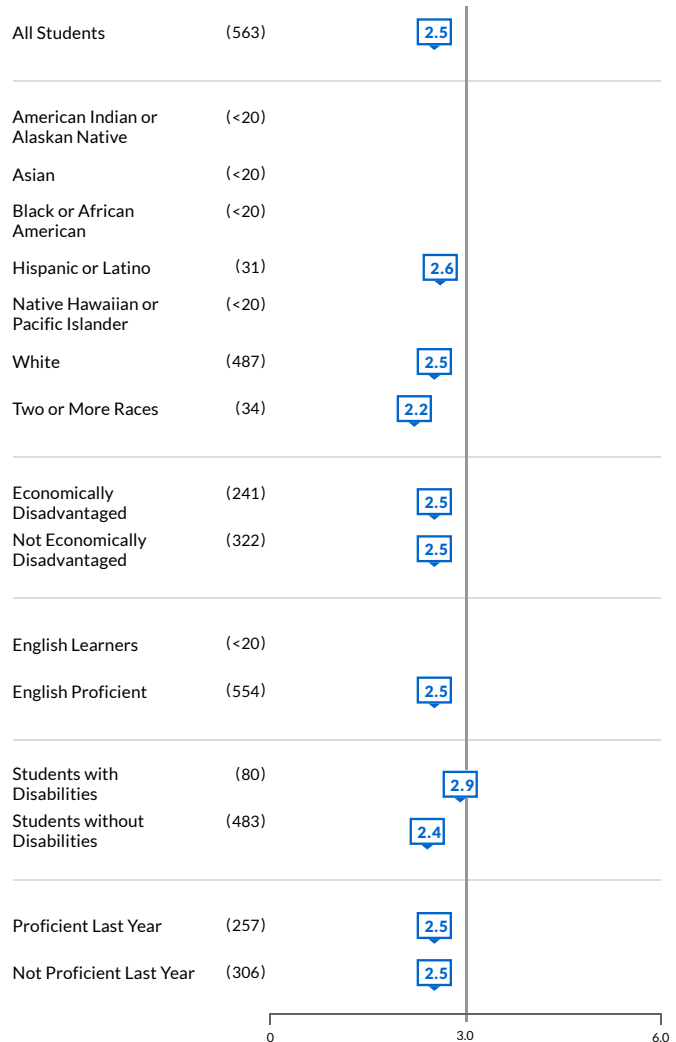 All Students (563) 2.5
American Indian or (<20)
Alaskan Native
Asian (<20)
Black or African (<20)
American
Hispanic or Latino (31) 2.6
Native Hawaiian or (<20)
Pacific Islander
White (487) 2.5
Two or More Races (34) 2.2
Economically (241) 2.5
Disadvantaged
Not Economically (322) 2.5
Disadvantaged
English Learners (<20)
English Proficient (554) 2.5
Students with (80) 2.9
Disabilities
Students without (483) 2.4
Disabilities
Proficient Last Year (257) 2.5
Not Proficient Last Year (306) 2.5
0 3.0 6.0